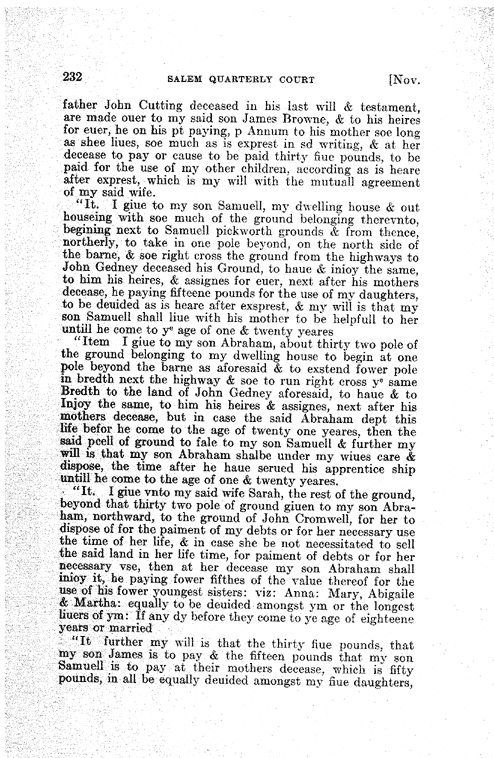 232 SALEM QUARTERLY COURT [Nov.
father John Cutting deceased in his last will & testament,
are made ouer to my said son James Browne, & to his heires
for euer, he on his pt paying, p Annum to his mother soe long
as shee liues, soe much as is exprest in sd writing, & at her
decease to pay or cause to be paid thirty fiue pounds, to be
paid for the use of my other children, according as is heare
after exprest, which is my will with the mutuall agreement
of my said wife.
"It. I giue to my son Samuell, my dwelling house & out
houseing with soe much of the ground belonging therevnto,
begining next to Samuell pickworth grounds & from thence,
northerly, to take in one pole beyond, on the north side of
the barne, & soe right cross the ground from the highways to
John Gedney deceased his Ground, to haue & inioy the same,
to him his heires, & assignes for euer, next after his mothers
decease, he paying fifteene pounds for the use of my daughters,
to be deuided as is heare after exsprest, & my will is that my
son Samuell shall liue with his mother to be helpfull to her
untill he come to yᵉ age of one & twenty yeares
"Item I giue to my son Abraham, about thirty two pole of
the ground belonging to my dwelling house to begin at one
pole beyond the barne as aforesaid & to exstend fower pole
in bredth next the highway & soe to run right cross yᵉ same
Bredth to the land of John Gedney aforesaid, to haue & to
Injoy the same, to him his heires & assignes, next after his
mothers decease, but in case the said Abraham dept this
life befor he come to the age of twenty one yeares, then the
said pcell of ground to fale to my son Samuell & further my
will is that my son Abraham shalbe under my wiues care &
dispose, the time after he haue serued his apprentice ship
untill he come to the age of one & twenty yeares.
"It. I giue vnto my said wife Sarah, the rest of the ground,
beyond that thirty two pole of ground giuen to my son Abra-
ham, northward, to the ground of John Cromwell, for her to
dispose of for the paiment of my debts or for her necessary use
the time of her life, & in case she be not necessitated to sell
the said land in her life time, for paiment of debts or for her
necessary vse, then at her decease my son Abraham shall
inioy it, he paying fower fifthes of the value thereof for the
use of his fower youngest sisters: viz: Anna: Mary, Abigaile
& Martha: equally to be deuided amongst ym or the longest
liuers of ym: If any dy before they come to ye age of eighteene
years or married
"It further my will is that the thirty fiue pounds, that
my son James is to pay & the fifteen pounds that my son
Samuell is to pay at their mothers decease, which is fifty
pounds, in all be equally deuided amongst my fiue daughters,